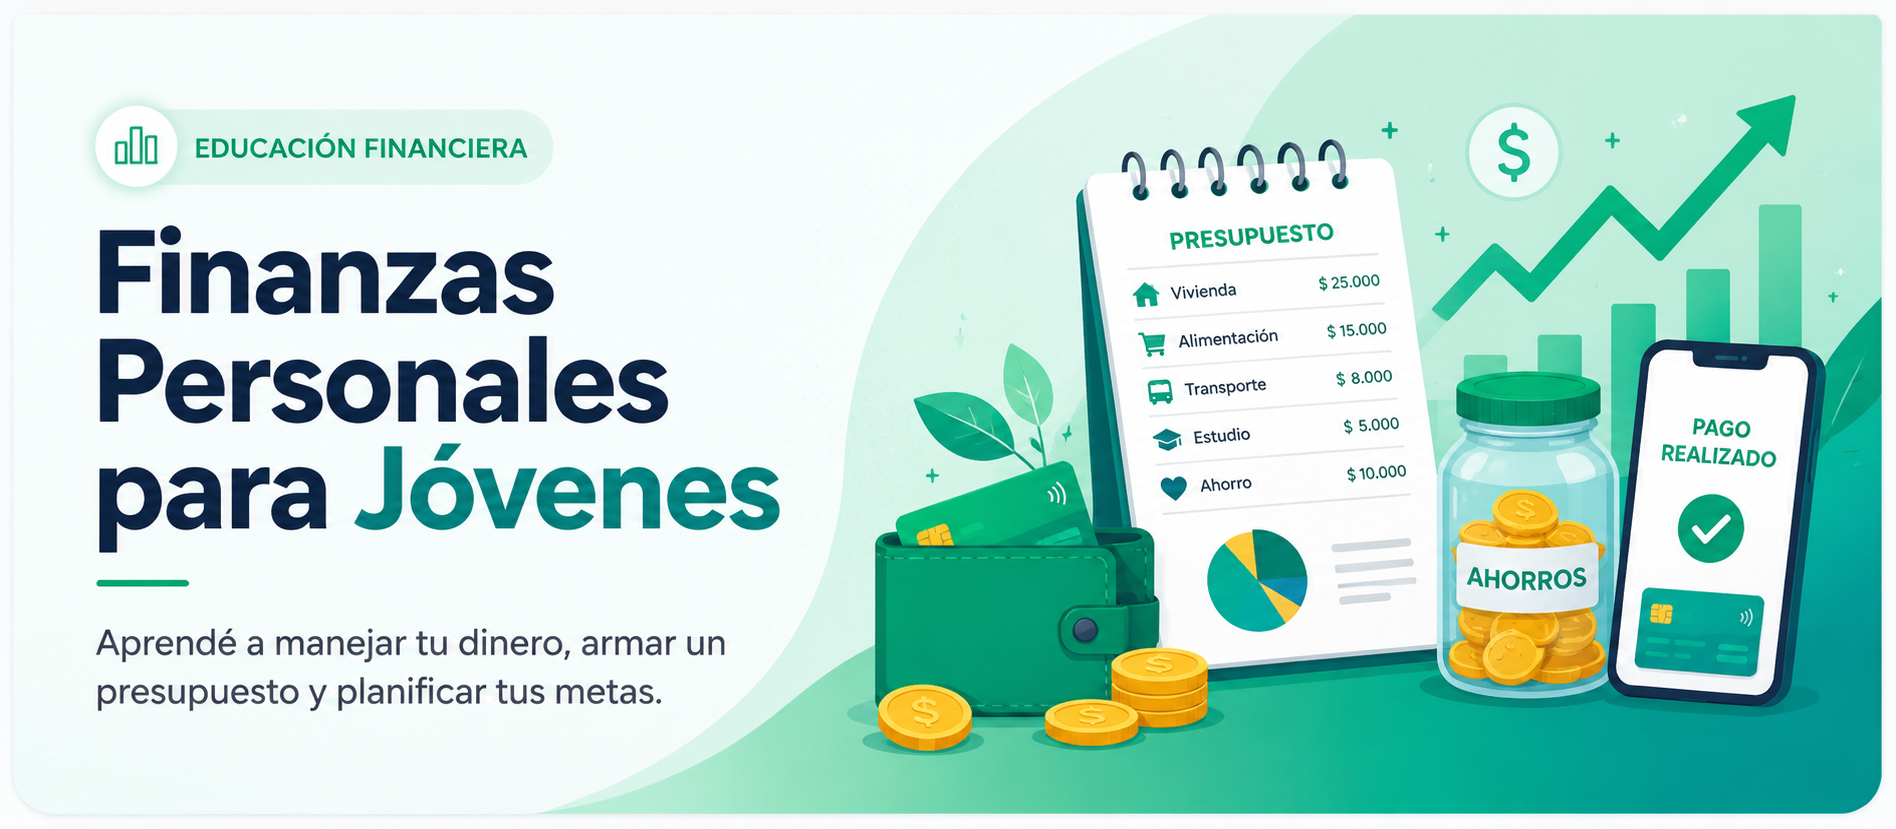 EDUCACIÓN FINANCIERA
Finanzas
Personales
para Jóvenes
Aprendé a manejar tu dinero, armar un
presupuesto y planificar tus metas.
PRESUPUESTO
Vivienda $ 25.000
Alimentación $ 15.000
Transporte $ 8.000
Estudio $ 5.000
Ahorro $ 10.000
$
AHORROS
PAGO
REALIZADO